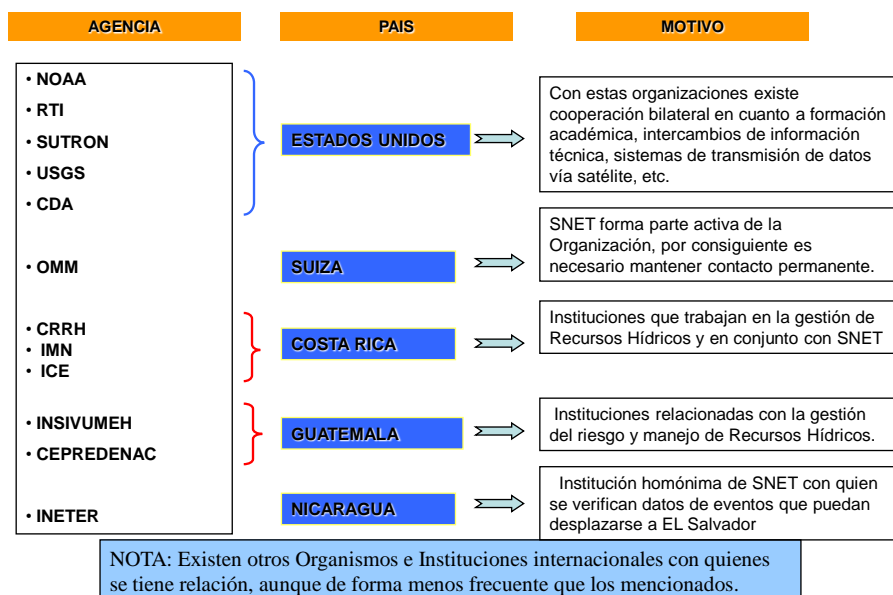 AGENCIA
PAIS
MOTIVO
• NOAA
• RTI
• SUTRON
• USGS
• CDA
ESTADOS UNIDOS
Con estas organizaciones existe
cooperación bilateral en cuanto a formación
académica, intercambios de información
técnica, sistemas de transmisión de datos
vía satélite, etc.
• OMM
SUIZA
SNET forma parte activa de la
Organización, por consiguiente es
necesario mantener contacto permanente.
• CRRH
• IMN
• ICE
COSTA RICA
Instituciones que trabajan en la gestión de
Recursos Hídricos y en conjunto con SNET
• INSIVUMEH
• CEPREDENAC
GUATEMALA
Instituciones relacionadas con la gestión
del riesgo y manejo de Recursos Hídricos.
• INETER
NICARAGUA
Institución homónima de SNET con quien
se verifican datos de eventos que puedan
desplazarse a EL Salvador
NOTA: Existen otros Organismos e Instituciones internacionales con quienes
se tiene relación, aunque de forma menos frecuente que los mencionados.